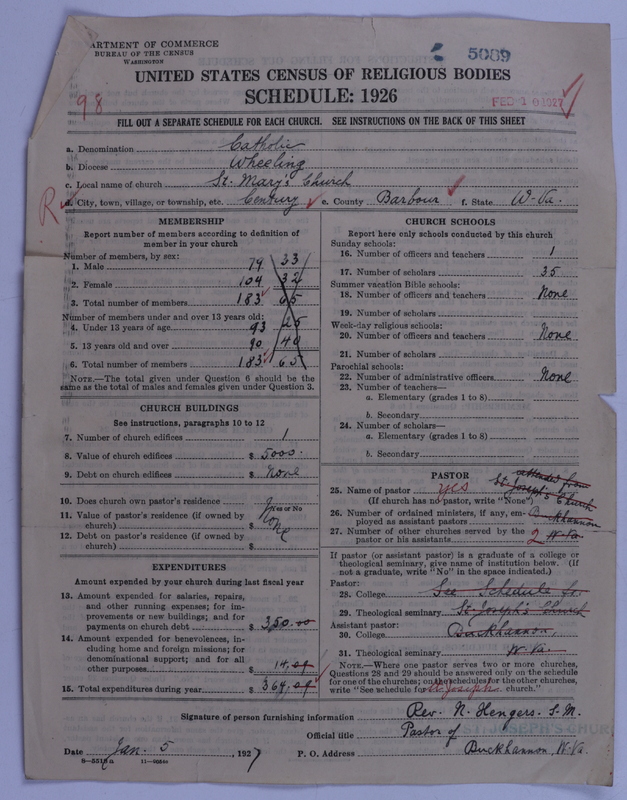 ARTMENT OF COMMERCE
BUREAU OF THE CENSUS
WASHINGTON
5089
UNITED STATES CENSUS OF RELIGIOUS BODIES
SCHEDULE: 1926
98
FEB 10 1927
FILL OUT A SEPARATE SCHEDULE FOR EACH CHURCH. SEE INSTRUCTIONS ON THE BACK OF THIS SHEET
a. Denomination Catholic
b. Diocese Wheeling
c. Local name of church St. Mary's Church
R
d. City, town, village, or township, etc. Century e. County Barbour f. State W-Va.
MEMBERSHIP
Report number of members according to definition of
member in your church
Number of members, by sex:
1. Male 79 33
2. Female 104 32
3. Total number of members 183 65
Number of members under and over 13 years old:
4. Under 13 years of age 93 25
5. 13 years old and over 90 40
6. Total number of members 183 65
NOTE.—The total given under Question 6 should be the
same as the total of males and females given under Question 3.
CHURCH BUILDINGS
See instructions, paragraphs 10 to 12
7. Number of church edifices 1
8. Value of church edifices $ 5000.
9. Debt on church edifices $ None
10. Does church own pastor's residence Yes or No
11. Value of pastor's residence (if owned by
church) $ None
12. Debt on pastor's residence (if owned by
church) $
EXPENDITURES
Amount expended by your church during last fiscal year
13. Amount expended for salaries, repairs,
and other running expenses; for im-
provements or new buildings; and for
payments on church debt $ 350.00
14. Amount expended for benevolences, in-
cluding home and foreign missions; for
denominational support; and for all
other purposes $ 14.09
15. Total expenditures during year $ 364.09
CHURCH SCHOOLS
Report here only schools conducted by this church
Sunday schools:
16. Number of officers and teachers 1
17. Number of scholars 35
Summer vacation Bible schools:
18. Number of officers and teachers None
19. Number of scholars
Week-day religious schools:
20. Number of officers and teachers None
21. Number of scholars
Parochial schools:
22. Number of administrative officers None
23. Number of teachers—
a. Elementary (grades 1 to 8)
b. Secondary
24. Number of scholars—
a. Elementary (grades 1 to 8)
b. Secondary
PASTOR attended from
25. Name of pastor yes St. Joseph's Church
(If church has no pastor, write "None")
26. Number of ordained ministers, if any, em-
ployed as assistant pastors Buckhannon
27. Number of other churches served by the
pastor or his assistants 2 W-Va.
If pastor (or assistant pastor) is a graduate of a college or
theological seminary, give name of institution below. (If
not a graduate, write "No" in the space indicated.)
Pastor:
28. College See Schedule for
29. Theological seminary St. Joseph's Church
Assistant pastor:
30. College Buckhannon,
31. Theological seminary W-Va.
NOTE.—Where one pastor serves two or more churches,
Questions 28 and 29 should be answered only on the schedule
for one of the churches; on the schedules for the other churches,
write "See schedule for St. Joseph church."
Signature of person furnishing information Rev. N. Hengers. S.M.
Official title Pastor of ST. JOSEPH'S CHUR
Date Jan. 5, 1927 P. O. Address Buckhannon, W-Va.